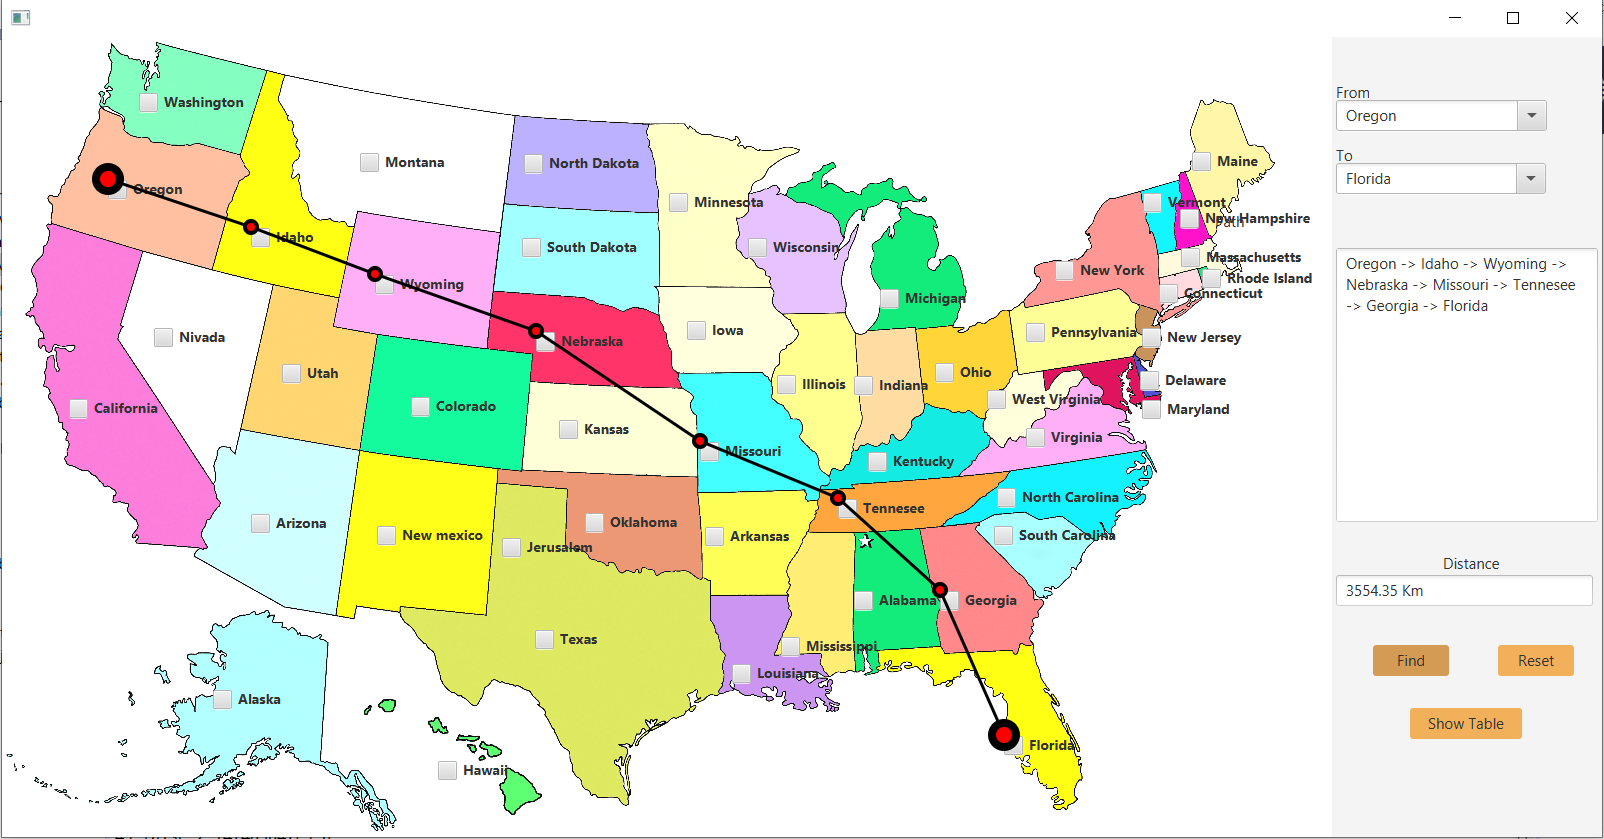 Washington
Montana
North Dakota
Minnesota
Maine
Oregon
Vermont
New Hampshire
Path
Idaho
South Dakota
Wisconsin
New York
Massachusetts
Rhode Island
Connecticut
Wyoming
Michigan
Nivada
Nebraska
Iowa
Pennsylvania
New Jersey
Utah
Colorado
Illinois
Indiana
Ohio
Delaware
California
Kansas
West Virginia
Maryland
Missouri
Kentucky
Virginia
Arizona
New mexico
Oklahoma
Tennesee
North Carolina
Jerusalem
Arkansas
South Carolina
Alabama
Georgia
Texas
Mississippi
Louisiana
Alaska
Florida
Hawaii
From
Oregon
To
Florida
Oregon -> Idaho -> Wyoming ->
Nebraska -> Missouri -> Tennesee
-> Georgia -> Florida
Distance
3554.35 Km
Find
Reset
Show Table